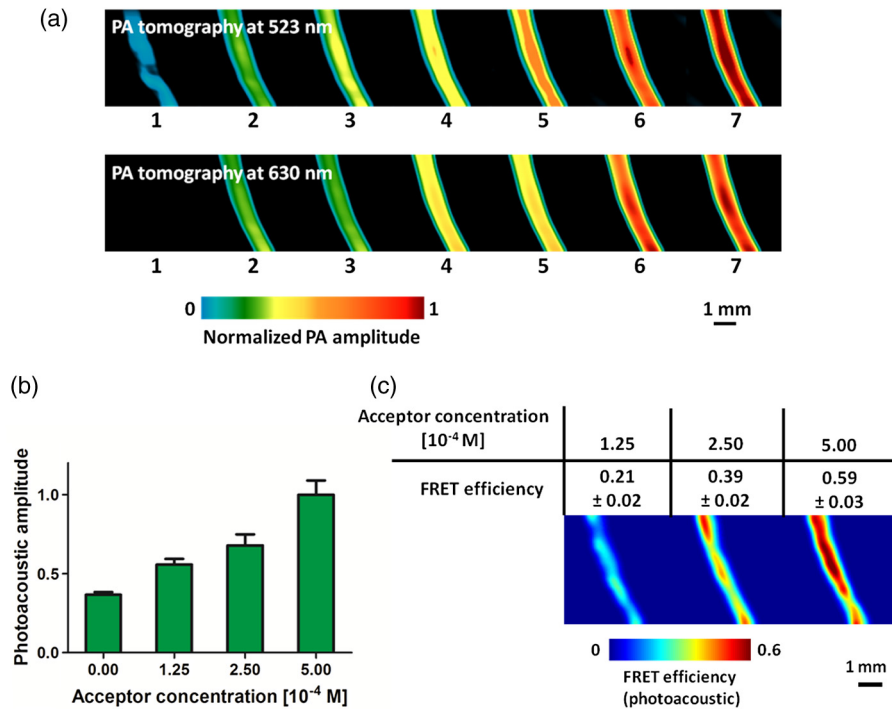 (a)
PA tomography at 523 nm
1 2 3 4 5 6 7
PA tomography at 630 nm
1 2 3 4 5 6 7
0 1
Normalized PA amplitude
1 mm
(b)
Photoacoustic amplitude
1.0
0.5
0.0
0.00 1.25 2.50 5.00
Acceptor concentration [10⁻⁴ M]
(c)
Acceptor concentration
[10⁻⁴ M] 1.25 2.50 5.00
FRET efficiency 0.21 0.39 0.59
± 0.02 ± 0.02 ± 0.03
0 0.6
FRET efficiency
(photoacoustic)
1 mm